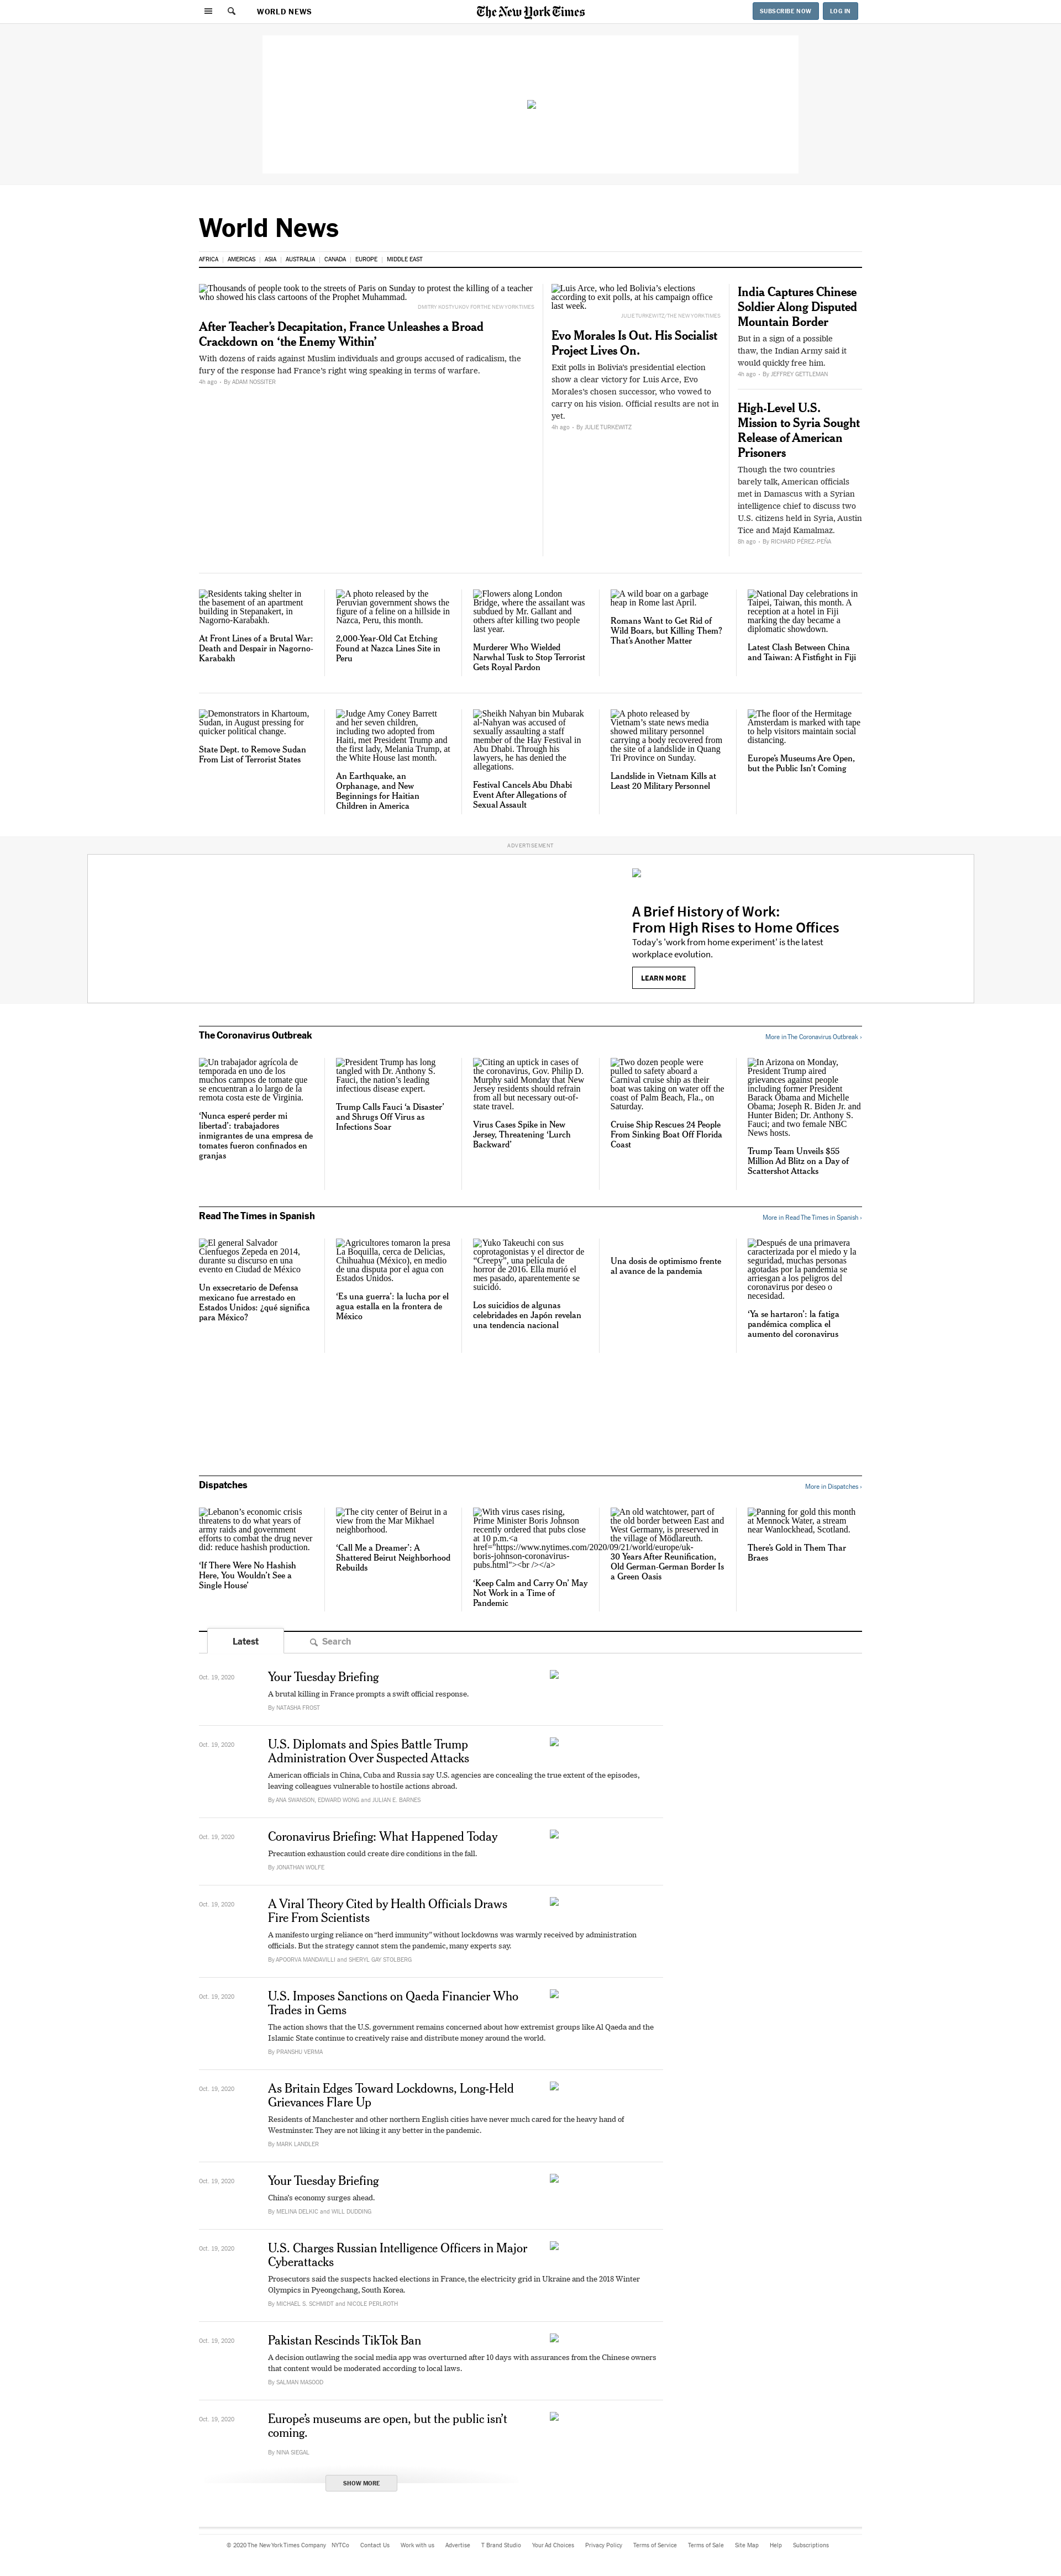 WORLD NEWS
The New York Times
SUBSCRIBE NOW
LOG IN
World News
AFRICA
AMERICAS
ASIA
AUSTRALIA
CANADA
EUROPE
MIDDLE EAST
Thousands of people took to the streets of Paris on Sunday to protest the killing of a teacher
who showed his class cartoons of the Prophet Muhammad.
DMITRY KOSTYUKOV FOR THE NEW YORK TIMES
After Teacher’s Decapitation, France Unleashes a Broad
Crackdown on ‘the Enemy Within’
With dozens of raids against Muslim individuals and groups accused of radicalism, the
fury of the response had France’s right wing speaking in terms of warfare.
4h ago
By ADAM NOSSITER
Luis Arce, who led Bolivia’s elections
according to exit polls, at his campaign office
last week.
JULIE TURKEWITZ/THE NEW YORK TIMES
Evo Morales Is Out. His Socialist
Project Lives On.
Exit polls in Bolivia’s presidential election
show a clear victory for Luis Arce, Evo
Morales’s chosen successor, who vowed to
carry on his vision. Official results are not in
yet.
4h ago
By JULIE TURKEWITZ
India Captures Chinese
Soldier Along Disputed
Mountain Border
But in a sign of a possible
thaw, the Indian Army said it
would quickly free him.
4h ago
By JEFFREY GETTLEMAN
High-Level U.S.
Mission to Syria Sought
Release of American
Prisoners
Though the two countries
barely talk, American officials
met in Damascus with a Syrian
intelligence chief to discuss two
U.S. citizens held in Syria, Austin
Tice and Majd Kamalmaz.
8h ago
By RICHARD PÉREZ-PEÑA
Residents taking shelter in
the basement of an apartment
building in Stepanakert, in
Nagorno-Karabakh.
At Front Lines of a Brutal War:
Death and Despair in Nagorno-
Karabakh
A photo released by the
Peruvian government shows the
figure of a feline on a hillside in
Nazca, Peru, this month.
2,000-Year-Old Cat Etching
Found at Nazca Lines Site in
Peru
Flowers along London
Bridge, where the assailant was
subdued by Mr. Gallant and
others after killing two people
last year.
Murderer Who Wielded
Narwhal Tusk to Stop Terrorist
Gets Royal Pardon
A wild boar on a garbage
heap in Rome last April.
Romans Want to Get Rid of
Wild Boars, but Killing Them?
That’s Another Matter
National Day celebrations in
Taipei, Taiwan, this month. A
reception at a hotel in Fiji
marking the day became a
diplomatic showdown.
Latest Clash Between China
and Taiwan: A Fistfight in Fiji
Demonstrators in Khartoum,
Sudan, in August pressing for
quicker political change.
State Dept. to Remove Sudan
From List of Terrorist States
Judge Amy Coney Barrett
and her seven children,
including two adopted from
Haiti, met President Trump and
the first lady, Melania Trump, at
the White House last month.
An Earthquake, an
Orphanage, and New
Beginnings for Haitian
Children in America
Sheikh Nahyan bin Mubarak
al-Nahyan was accused of
sexually assaulting a staff
member of the Hay Festival in
Abu Dhabi. Through his
lawyers, he has denied the
allegations.
Festival Cancels Abu Dhabi
Event After Allegations of
Sexual Assault
A photo released by
Vietnam’s state news media
showed military personnel
carrying a body recovered from
the site of a landslide in Quang
Tri Province on Sunday.
Landslide in Vietnam Kills at
Least 20 Military Personnel
The floor of the Hermitage
Amsterdam is marked with tape
to help visitors maintain social
distancing.
Europe’s Museums Are Open,
but the Public Isn’t Coming
ADVERTISEMENT
A Brief History of Work:
From High Rises to Home Offices
Today's 'work from home experiment' is the latest
workplace evolution.
LEARN MORE
The Coronavirus Outbreak
More in The Coronavirus Outbreak ›
Un trabajador agrícola de
temporada en uno de los
muchos campos de tomate que
se encuentran a lo largo de la
remota costa este de Virginia.
‘Nunca esperé perder mi
libertad’: trabajadores
inmigrantes de una empresa de
tomates fueron confinados en
granjas
President Trump has long
tangled with Dr. Anthony S.
Fauci, the nation’s leading
infectious disease expert.
Trump Calls Fauci ‘a Disaster’
and Shrugs Off Virus as
Infections Soar
Citing an uptick in cases of
the coronavirus, Gov. Philip D.
Murphy said Monday that New
Jersey residents should refrain
from all but necessary out-of-
state travel.
Virus Cases Spike in New
Jersey, Threatening ‘Lurch
Backward’
Two dozen people were
pulled to safety aboard a
Carnival cruise ship as their
boat was taking on water off the
coast of Palm Beach, Fla., on
Saturday.
Cruise Ship Rescues 24 People
From Sinking Boat Off Florida
Coast
In Arizona on Monday,
President Trump aired
grievances against people
including former President
Barack Obama and Michelle
Obama; Joseph R. Biden Jr. and
Hunter Biden; Dr. Anthony S.
Fauci; and two female NBC
News hosts.
Trump Team Unveils $55
Million Ad Blitz on a Day of
Scattershot Attacks
Read The Times in Spanish
More in Read The Times in Spanish ›
El general Salvador
Cienfuegos Zepeda en 2014,
durante su discurso en una
evento en Ciudad de México
Un exsecretario de Defensa
mexicano fue arrestado en
Estados Unidos: ¿qué significa
para México?
Agricultores tomaron la presa
La Boquilla, cerca de Delicias,
Chihuahua (México), en medio
de una disputa por el agua con
Estados Unidos.
‘Es una guerra’: la lucha por el
agua estalla en la frontera de
México
Yuko Takeuchi con sus
coprotagonistas y el director de
“Creepy”, una película de
horror de 2016. Ella murió el
mes pasado, aparentemente se
suicidó.
Los suicidios de algunas
celebridades en Japón revelan
una tendencia nacional
Una dosis de optimismo frente
al avance de la pandemia
Después de una primavera
caracterizada por el miedo y la
seguridad, muchas personas
agotadas por la pandemia se
arriesgan a los peligros del
coronavirus por deseo o
necesidad.
‘Ya se hartaron’: la fatiga
pandémica complica el
aumento del coronavirus
Dispatches
More in Dispatches ›
Lebanon’s economic crisis
threatens to do what years of
army raids and government
efforts to combat the drug never
did: reduce hashish production.
‘If There Were No Hashish
Here, You Wouldn’t See a
Single House’
The city center of Beirut in a
view from the Mar Mikhael
neighborhood.
‘Call Me a Dreamer’: A
Shattered Beirut Neighborhood
Rebuilds
With virus cases rising,
Prime Minister Boris Johnson
recently ordered that pubs close
at 10 p.m.<a
href="https://www.nytimes.com/2020/09/21/world/europe/uk-
boris-johnson-coronavirus-
pubs.html"><br /></a>
‘Keep Calm and Carry On’ May
Not Work in a Time of
Pandemic
An old watchtower, part of
the old border between East and
West Germany, is preserved in
the village of Mödlareuth.
30 Years After Reunification,
Old German-German Border Is
a Green Oasis
Panning for gold this month
at Mennock Water, a stream
near Wanlockhead, Scotland.
There’s Gold in Them Thar
Braes
Latest
Search
Oct. 19, 2020
Your Tuesday Briefing
A brutal killing in France prompts a swift official response.
By NATASHA FROST
Oct. 19, 2020
U.S. Diplomats and Spies Battle Trump
Administration Over Suspected Attacks
American officials in China, Cuba and Russia say U.S. agencies are concealing the true extent of the episodes,
leaving colleagues vulnerable to hostile actions abroad.
By ANA SWANSON, EDWARD WONG and JULIAN E. BARNES
Oct. 19, 2020
Coronavirus Briefing: What Happened Today
Precaution exhaustion could create dire conditions in the fall.
By JONATHAN WOLFE
Oct. 19, 2020
A Viral Theory Cited by Health Officials Draws
Fire From Scientists
A manifesto urging reliance on “herd immunity” without lockdowns was warmly received by administration
officials. But the strategy cannot stem the pandemic, many experts say.
By APOORVA MANDAVILLI and SHERYL GAY STOLBERG
Oct. 19, 2020
U.S. Imposes Sanctions on Qaeda Financier Who
Trades in Gems
The action shows that the U.S. government remains concerned about how extremist groups like Al Qaeda and the
Islamic State continue to creatively raise and distribute money around the world.
By PRANSHU VERMA
Oct. 19, 2020
As Britain Edges Toward Lockdowns, Long-Held
Grievances Flare Up
Residents of Manchester and other northern English cities have never much cared for the heavy hand of
Westminster. They are not liking it any better in the pandemic.
By MARK LANDLER
Oct. 19, 2020
Your Tuesday Briefing
China’s economy surges ahead.
By MELINA DELKIC and WILL DUDDING
Oct. 19, 2020
U.S. Charges Russian Intelligence Officers in Major
Cyberattacks
Prosecutors said the suspects hacked elections in France, the electricity grid in Ukraine and the 2018 Winter
Olympics in Pyeongchang, South Korea.
By MICHAEL S. SCHMIDT and NICOLE PERLROTH
Oct. 19, 2020
Pakistan Rescinds TikTok Ban
A decision outlawing the social media app was overturned after 10 days with assurances from the Chinese owners
that content would be moderated according to local laws.
By SALMAN MASOOD
Oct. 19, 2020
Europe’s museums are open, but the public isn’t
coming.
By NINA SIEGAL
SHOW MORE
© 2020 The New York Times Company
NYTCo
Contact Us
Work with us
Advertise
T Brand Studio
Your Ad Choices
Privacy Policy
Terms of Service
Terms of Sale
Site Map
Help
Subscriptions